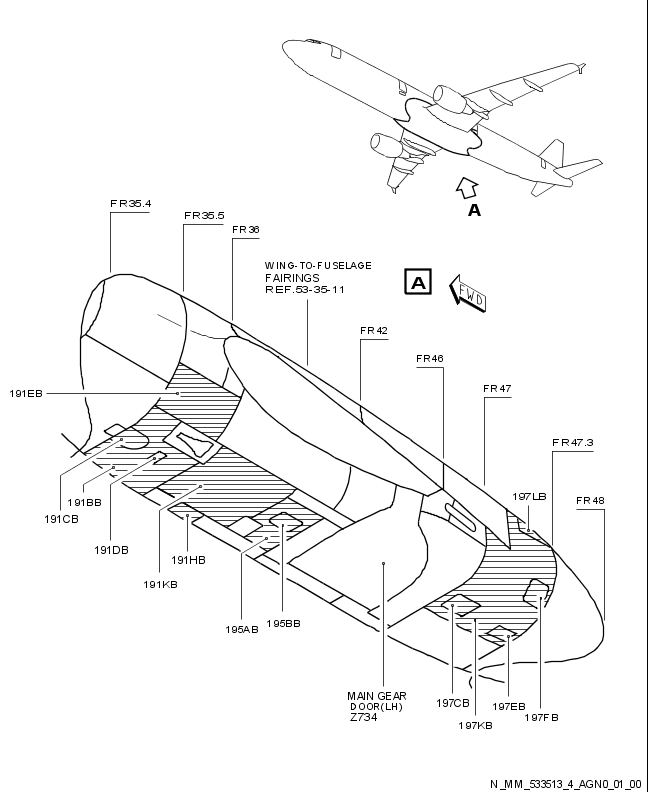 A
FR35.4
FR35.5
FR36
WING-TO-FUSELAGE
FAIRINGS
REF.53-35-11
A
FWD
FR42
FR46
FR47
191EB
FR47.3
197LB
FR48
191BB
191CB
191DB
191HB
191KB
195AB
195BB
MAIN GEAR
DOOR(LH)
Z734
197CB
197EB
197FB
197KB
N_MM_533513_4_AGN0_01_00